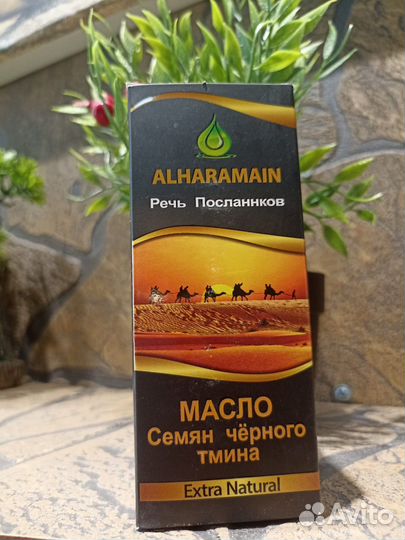 ALHARAMAIN
Речь Посланнков
МАСЛО
Семян чёрного
тмина
Extra Natural
Avito